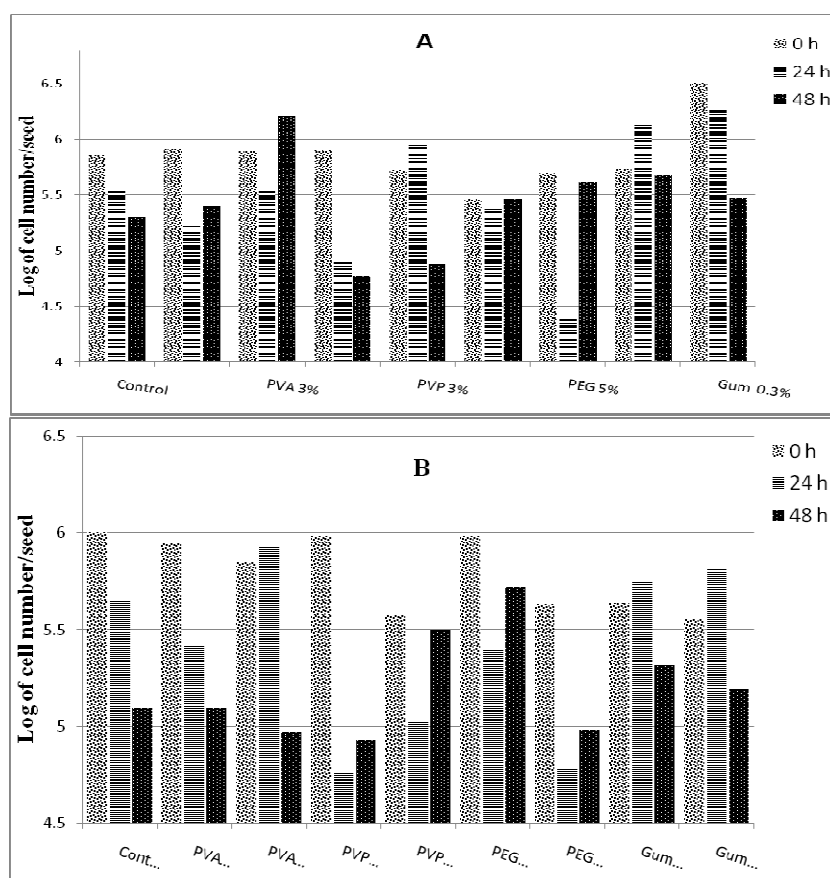 A
0 h
24 h
48 h
Log of cell number/seed
6.5
6
5.5
5
4.5
4
Control
PVA 3%
PVP 3%
PEG 5%
Gum 0.3%
B
0 h
24 h
48 h
Log of cell number/seed
6.5
6
5.5
5
4.5
Cont...
PVA...
PVA...
PVP...
PVP...
PEG...
PEG...
Gum...
Gum...